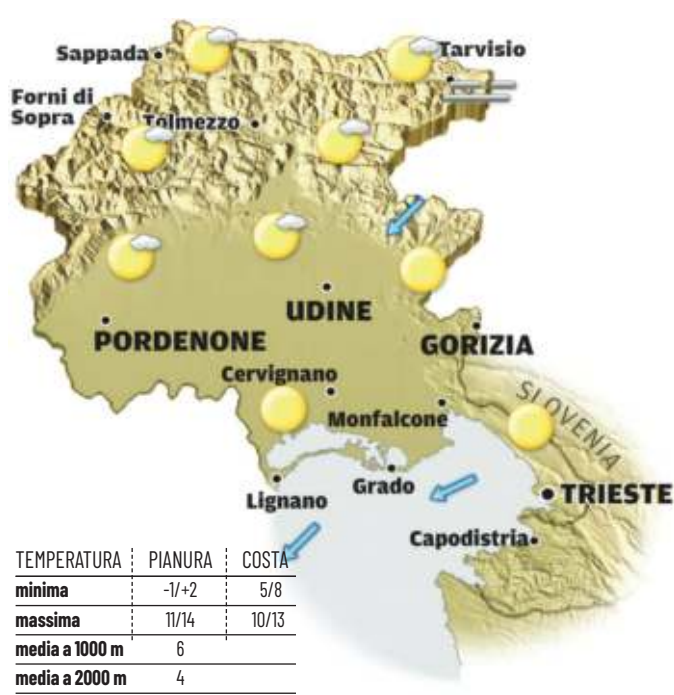 Sappada
Tarvisio
Forni di
Sopra
Tolmezzo
UDINE
PORDENONE
GORIZIA
Cervignano
SLOVENIA
Monfalcone
Grado
Lignano
TRIESTE
Capodistria
TEMPERATURA PIANURA COSTA
minima -1/+2 5/8
massima 11/14 10/13
media a 1000 m 6
media a 2000 m 4